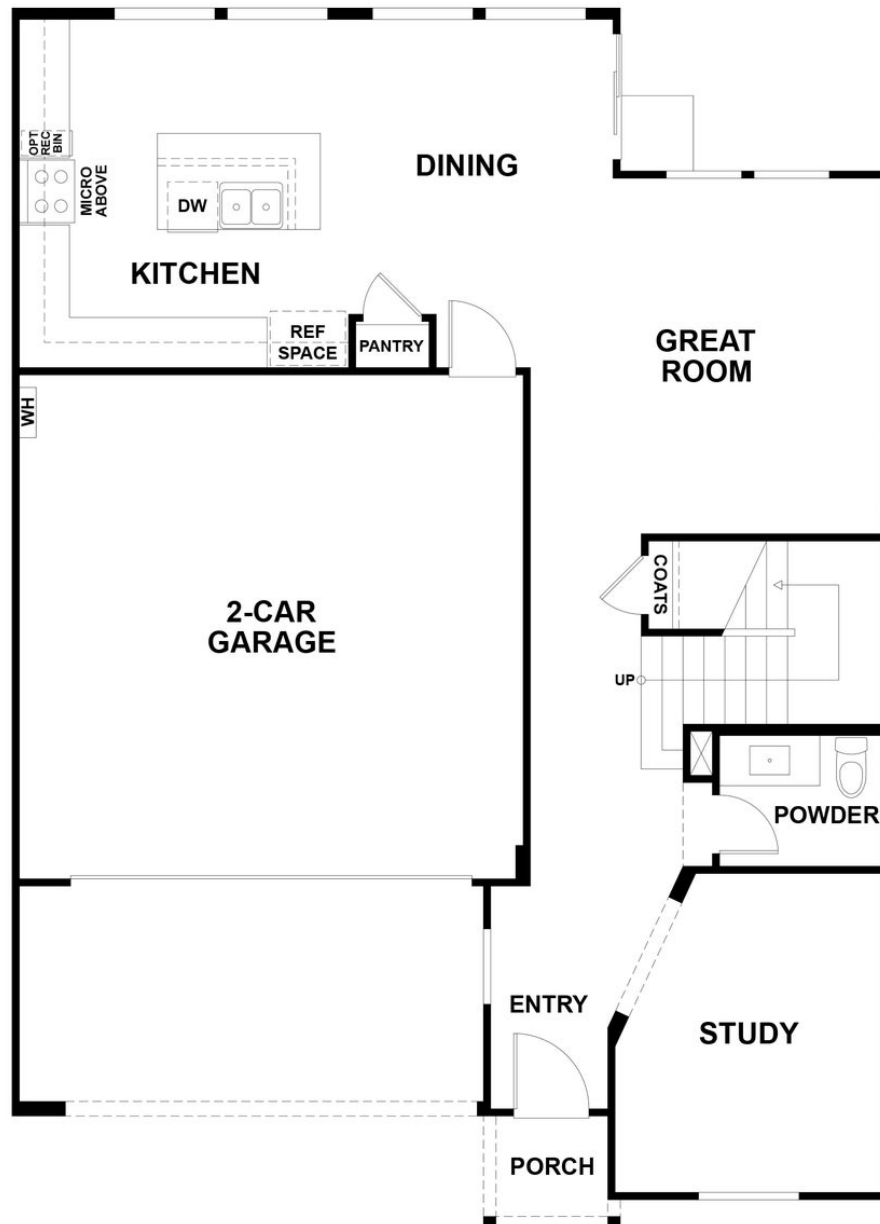 OPT
REC
BIN
MICRO
ABOVE
DINING
DW
KITCHEN
REF
SPACE
PANTRY
GREAT
ROOM
WH
COATS
2-CAR
GARAGE
UP
POWDER
ENTRY
STUDY
PORCH